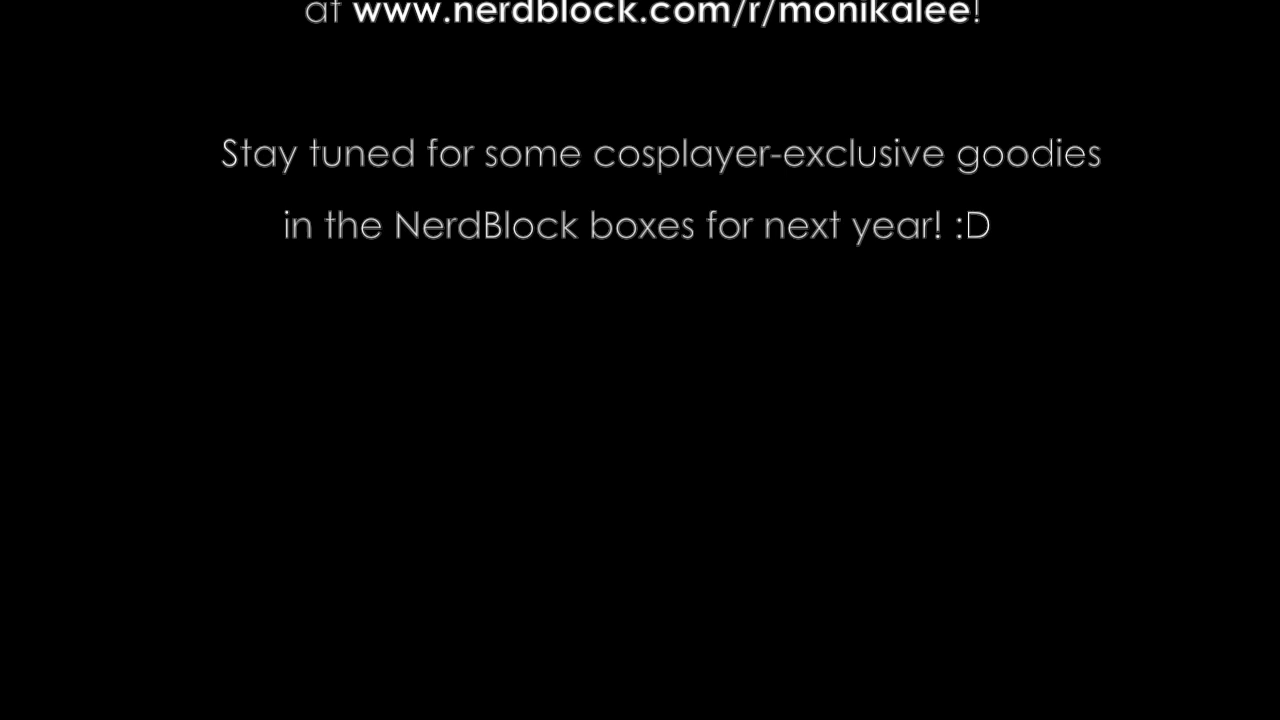 at www.nerdblock.com/r/monikalee!
Stay tuned for some cosplayer-exclusive goodies
in the NerdBlock boxes for next year! :D